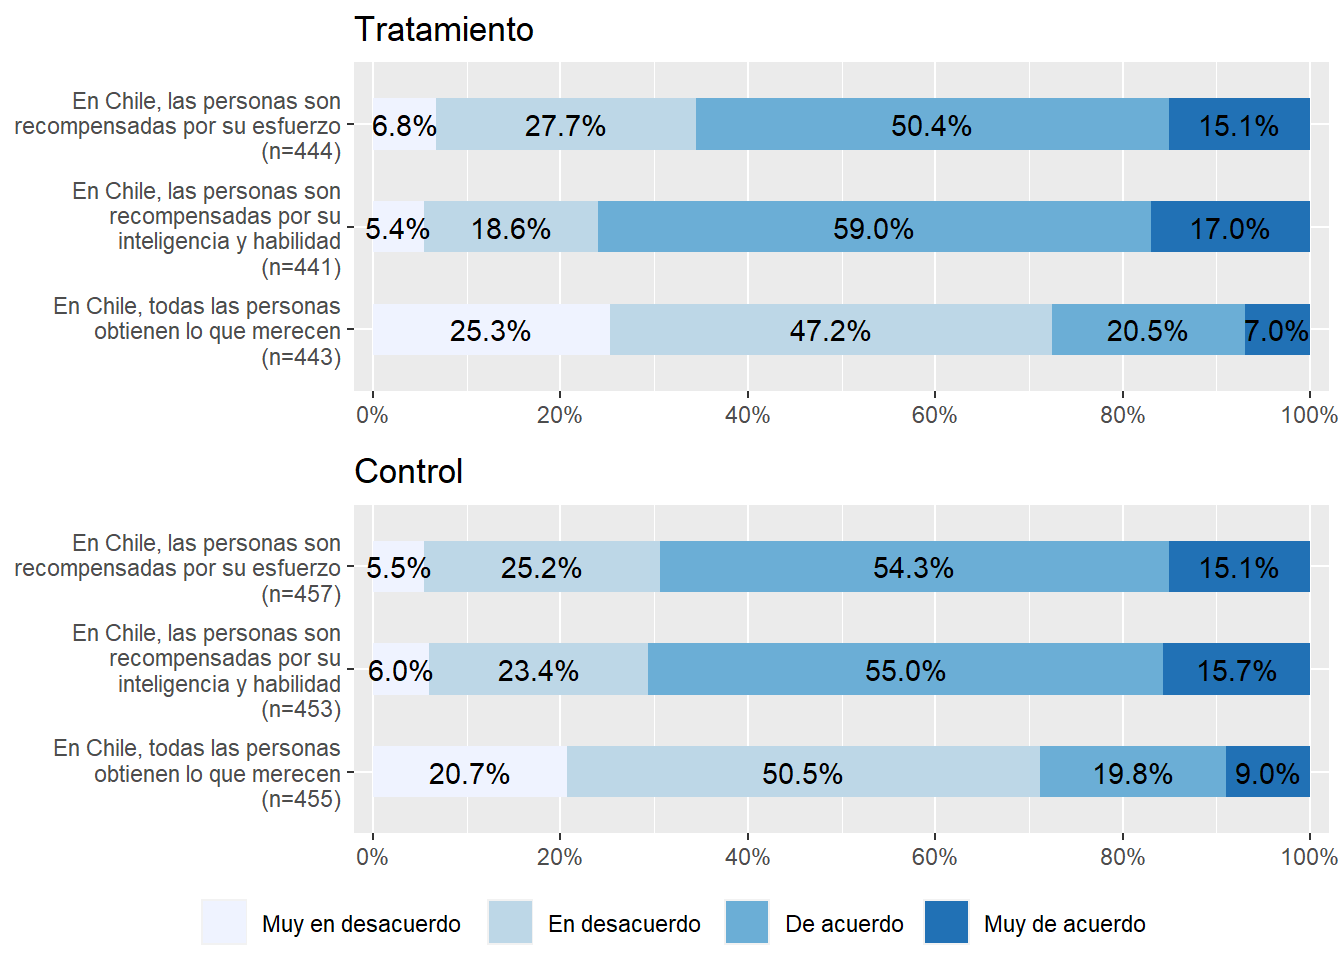 Tratamiento
En Chile, las personas son
recompensadas por su esfuerzo
(n=444)
6.8% 27.7% 50.4% 15.1%
En Chile, las personas son
recompensadas por su
inteligencia y habilidad
(n=441)
5.4% 18.6% 59.0% 17.0%
En Chile, todas las personas
obtienen lo que merecen
(n=443)
25.3% 47.2% 20.5% 7.0%
0% 20% 40% 60% 80% 100%
Control
En Chile, las personas son
recompensadas por su esfuerzo
(n=457)
5.5% 25.2% 54.3% 15.1%
En Chile, las personas son
recompensadas por su
inteligencia y habilidad
(n=453)
6.0% 23.4% 55.0% 15.7%
En Chile, todas las personas
obtienen lo que merecen
(n=455)
20.7% 50.5% 19.8% 9.0%
0% 20% 40% 60% 80% 100%
Muy en desacuerdo En desacuerdo De acuerdo Muy de acuerdo